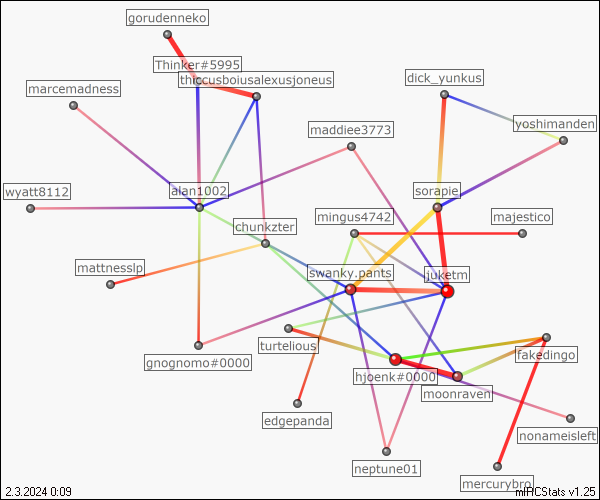 gorudenneko
Thinker#5995
thiccusboiusalexusjoneus
dick_yunkus
marcemadness
yoshimanden
maddiee3773
wyatt8112
alan1002
sorapie
mingus4742
majestico
chunkzter
mattnesslp
swanky.pants
juketm
turtelious
fakedingo
gnognomo#0000
hjoenk#0000
moonraven
edgepanda
nonameisleft
neptune01
mercurybro
2.3.2024 0:09
mIRCStats v1.25